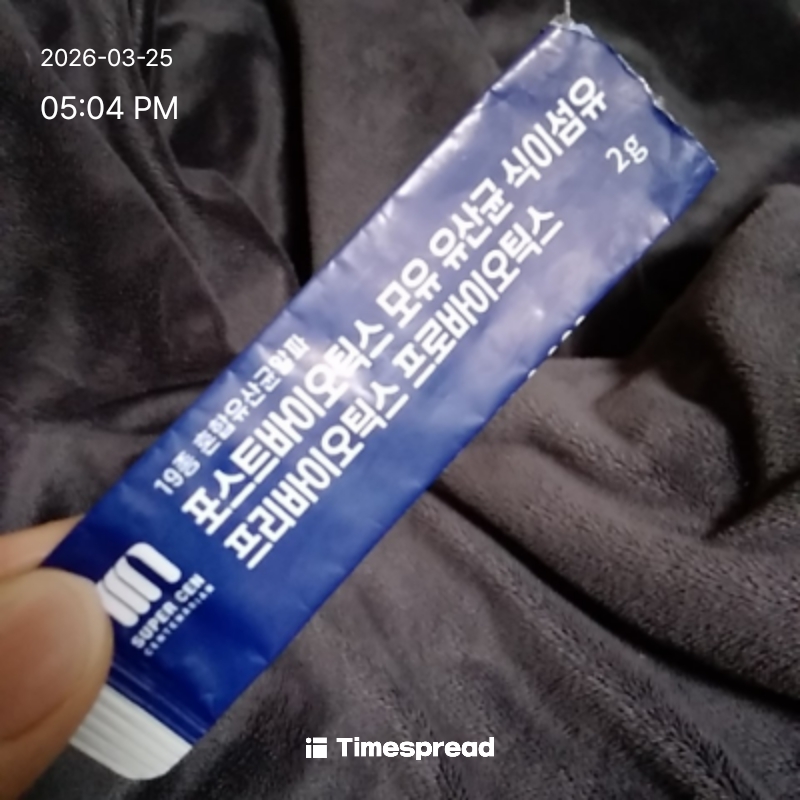 2026-03-25
05:04 PM
19종 혼합유산균알파
포스트바이오틱스 모유 유산균 식이섬유
프리바이오틱스 프로바이오틱스
2g
SUPER CEN
CENTENARIAN
Timespread